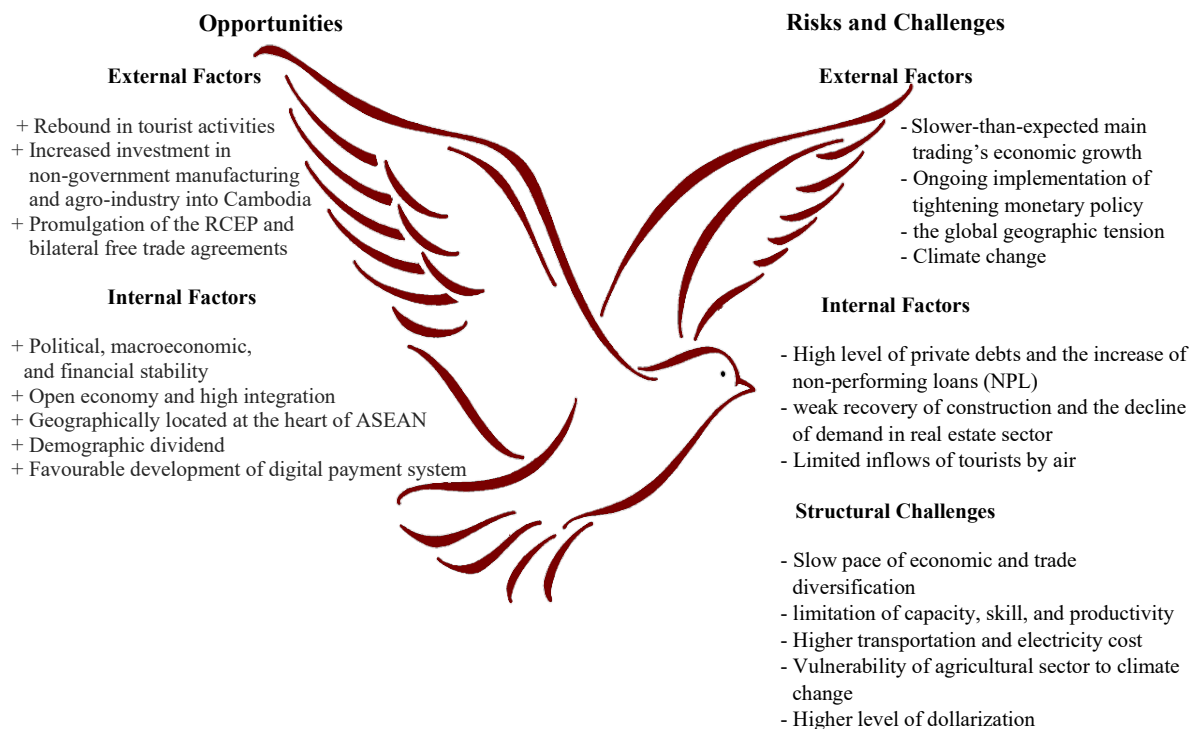 Opportunities
External Factors
+ Rebound in tourist activities
+ Increased investment in
non-government manufacturing
and agro-industry into Cambodia
+ Promulgation of the RCEP and
bilateral free trade agreements
Internal Factors
+ Political, macroeconomic,
and financial stability
+ Open economy and high integration
+ Geographically located at the heart of ASEAN
+ Demographic dividend
+ Favourable development of digital payment system
Risks and Challenges
External Factors
- Slower-than-expected main
trading’s economic growth
- Ongoing implementation of
tightening monetary policy
- the global geographic tension
- Climate change
Internal Factors
- High level of private debts and the increase of
non-performing loans (NPL)
- weak recovery of construction and the decline
of demand in real estate sector
- Limited inflows of tourists by air
Structural Challenges
- Slow pace of economic and trade
diversification
- limitation of capacity, skill, and productivity
- Higher transportation and electricity cost
- Vulnerability of agricultural sector to climate
change
- Higher level of dollarization